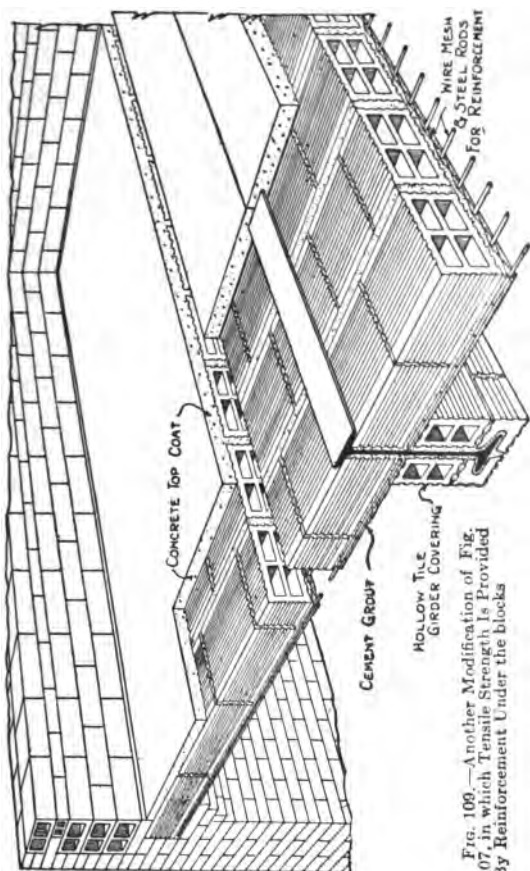 CONCRETE TOP COAT
WIRE MESH
& STEEL RODS
FOR REINFORCEMENT
CEMENT GROUT
HOLLOW TILE
GIRDER COVERING
FIG. 109.—Another Modification of Fig.
07, in which Tensile Strength Is Provided
By Reinforcement Under the blocks